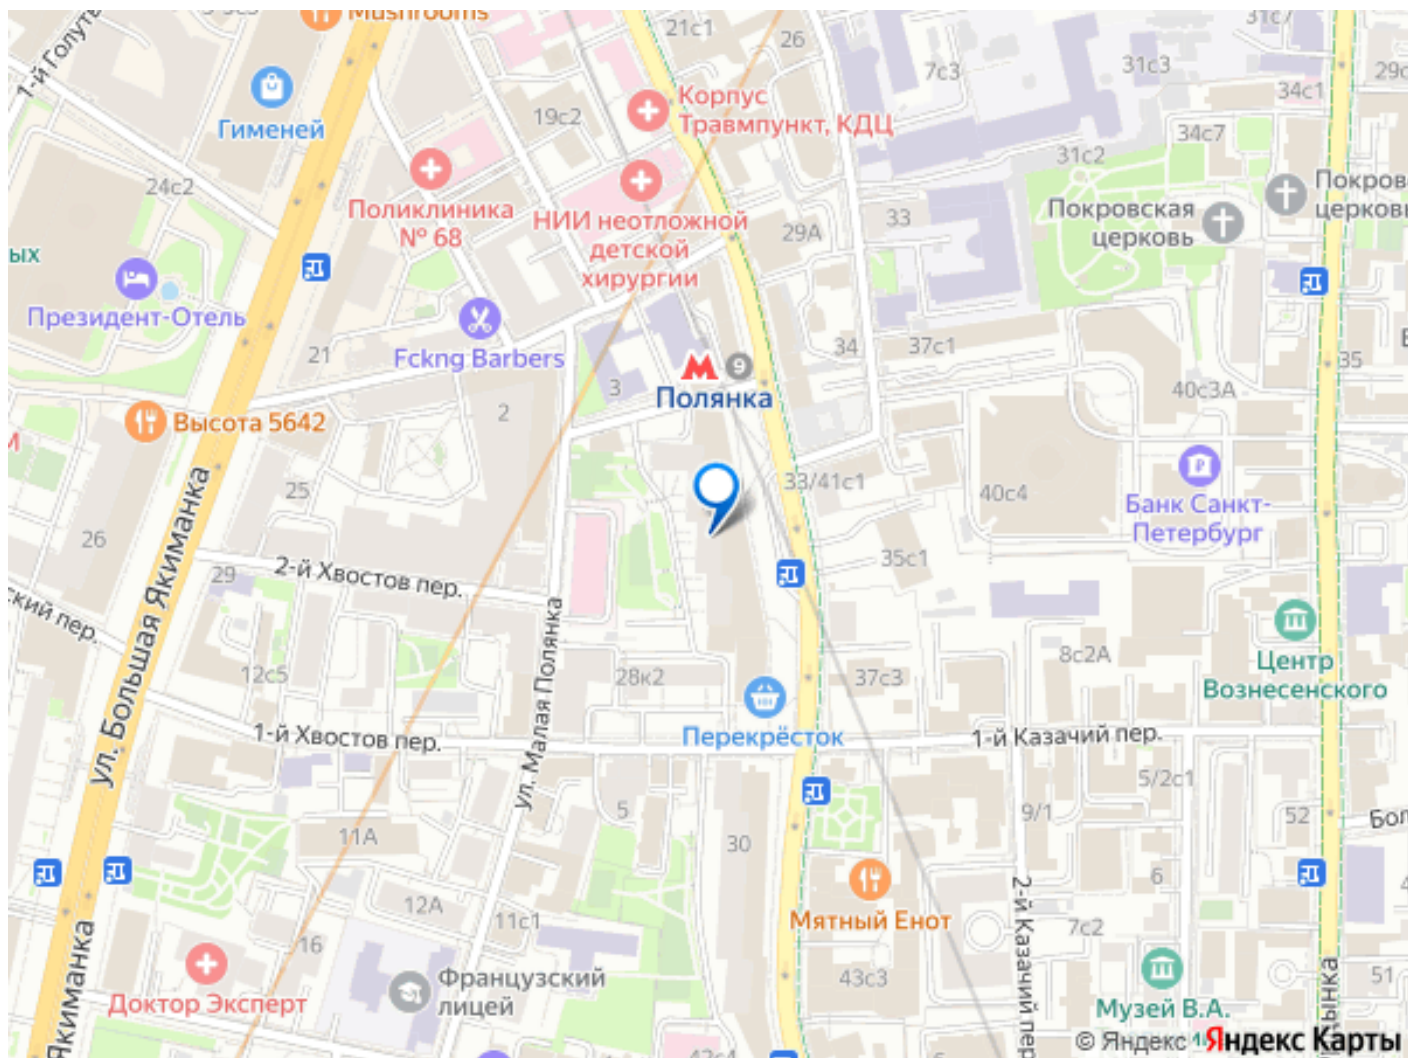 Mushrooms
21с1
26
31с7
1-й Голутв
7с3
31с3
29с
34с1
Гименей
19с2
Корпус
Травмпункт, КДЦ
34с7
31с2
24с2
Поликлиника
№ 68
НИИ неотложной
детской
хирургии
29А
33
Покровская
церковь
Покров
церковь
ых
Президент-Отель
21
Fckng Barbers
34
37с1
35
3
9
Полянка
40с3А
2
Высота 5642
М
25
33/41с1
40с4
Банк Санкт-
Петербург
26
ул. Большая Якиманка
2-й Хвостов пер.
29
35с1
ский пер.
ул. Малая Полянка
12с5
28к2
37с3
8с2А
Центр
Вознесенского
1-й Хвостов пер.
Перекрёсток
1-й Казачий пер.
5/2с1
5
9/1
52
Бол
11А
30
6
2-й Казачий пер
12А
11с1
Мятный Енот
7с2
16
Якиманка
Доктор Эксперт
Французский
лицей
43с3
Музей В.А.
51
ынка
42с4
© Яндекс Яндекс Карты